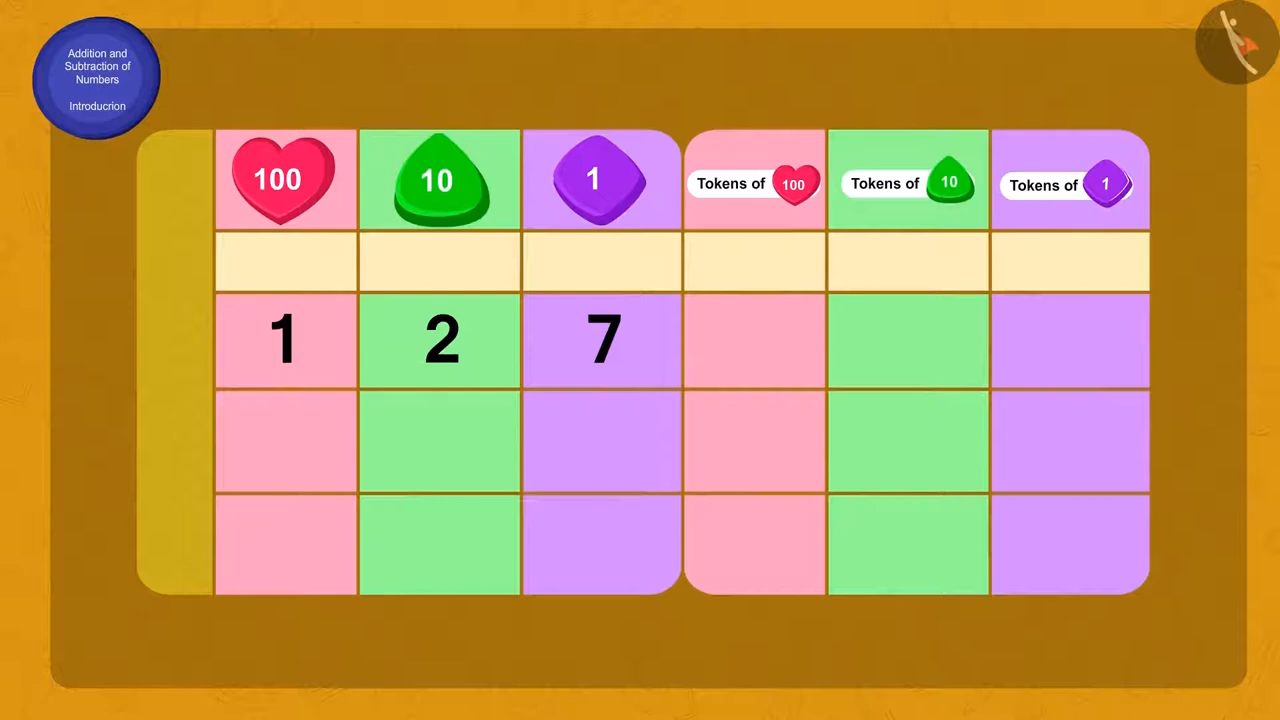 Addition and
Subtraction of
Numbers
Introducrion
100 10 1 Tokens of 100 Tokens of 10 Tokens of 1
1 2 7